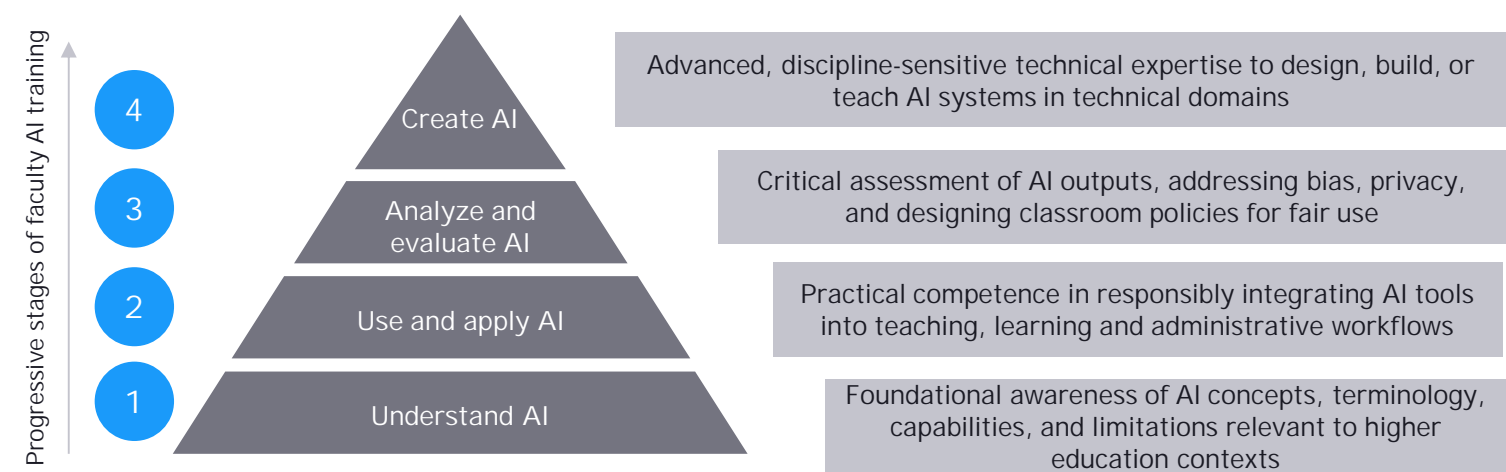 Progressive stages of faculty AI training
4
Create AI
Advanced, discipline-sensitive technical expertise to design, build, or
teach AI systems in technical domains
3
Analyze and
evaluate AI
Critical assessment of AI outputs, addressing bias, privacy,
and designing classroom policies for fair use
2
Use and apply AI
Practical competence in responsibly integrating AI tools
into teaching, learning and administrative workflows
1
Understand AI
Foundational awareness of AI concepts, terminology,
capabilities, and limitations relevant to higher
education contexts